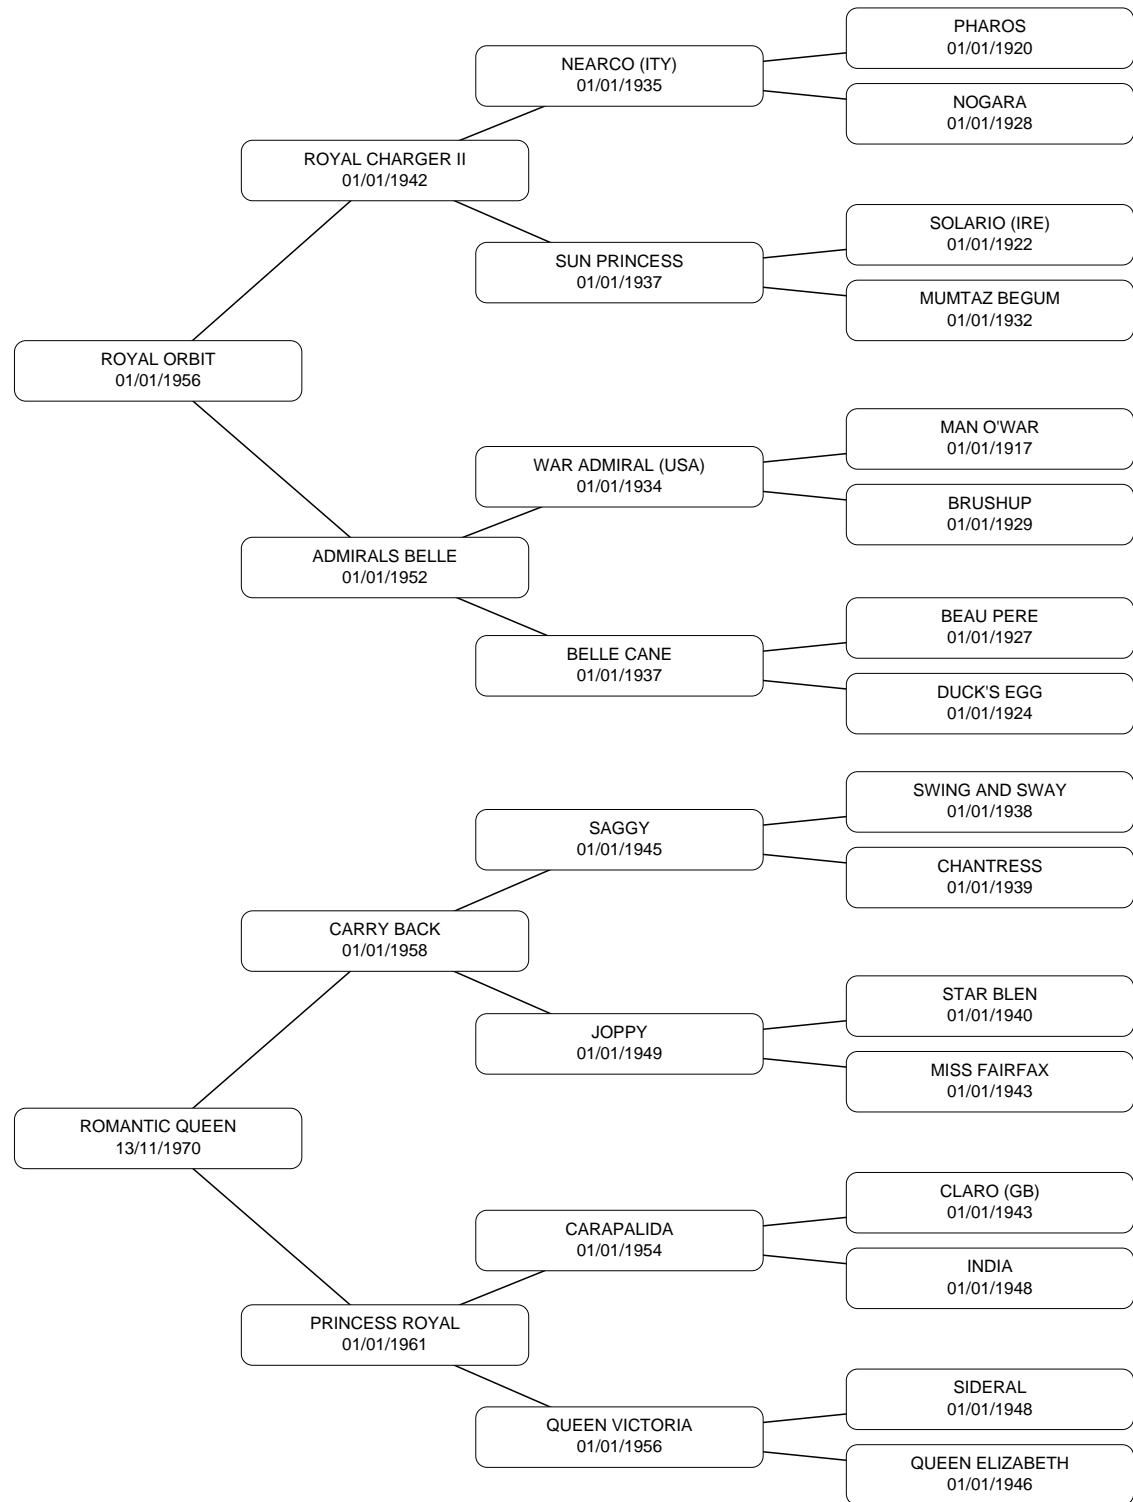 PHAROS
01/01/1920
NEARCO (ITY)
01/01/1935
NOGARA
01/01/1928
ROYAL CHARGER II
01/01/1942
SOLARIO (IRE)
01/01/1922
SUN PRINCESS
01/01/1937
MUMTAZ BEGUM
01/01/1932
ROYAL ORBIT
01/01/1956
MAN O'WAR
01/01/1917
WAR ADMIRAL (USA)
01/01/1934
BRUSHUP
01/01/1929
ADMIRALS BELLE
01/01/1952
BEAU PERE
01/01/1927
BELLE CANE
01/01/1937
DUCK'S EGG
01/01/1924
SWING AND SWAY
01/01/1938
SAGGY
01/01/1945
CHANTRESS
01/01/1939
CARRY BACK
01/01/1958
STAR BLEN
01/01/1940
JOPPY
01/01/1949
MISS FAIRFAX
01/01/1943
ROMANTIC QUEEN
13/11/1970
CLARO (GB)
01/01/1943
CARAPALIDA
01/01/1954
INDIA
01/01/1948
PRINCESS ROYAL
01/01/1961
SIDERAL
01/01/1948
QUEEN VICTORIA
01/01/1956
QUEEN ELIZABETH
01/01/1946